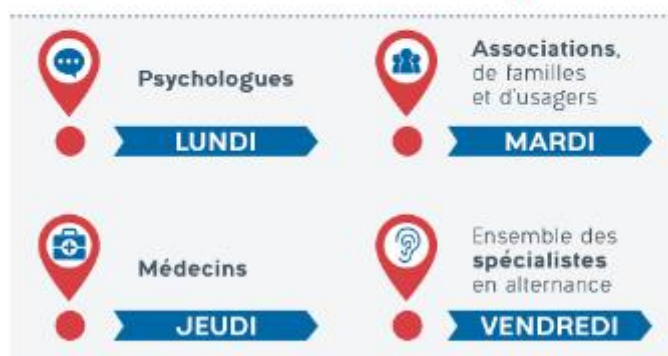 Psychologues
LUNDI
Associations,
de familles
et d'usagers
MARDI
Médecins
JEUDI
Ensemble des
spécialistes
en alternance
VENDREDI